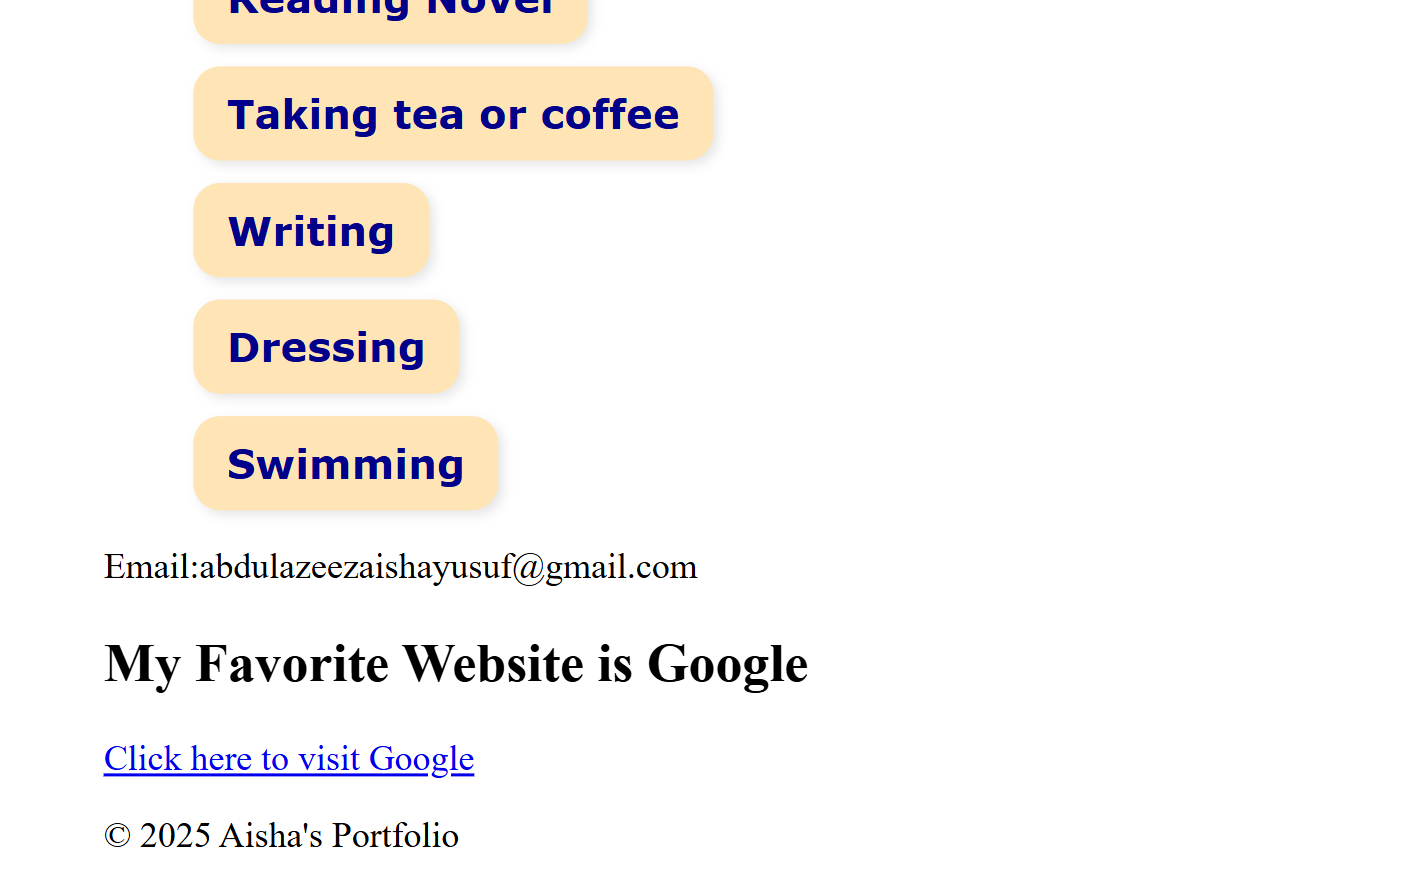 Reading Novel
Taking tea or coffee
Writing
Dressing
Swimming
Email:abdulazeezaishayusuf@gmail.com
My Favorite Website is Google
Click here to visit Google
© 2025 Aisha's Portfolio